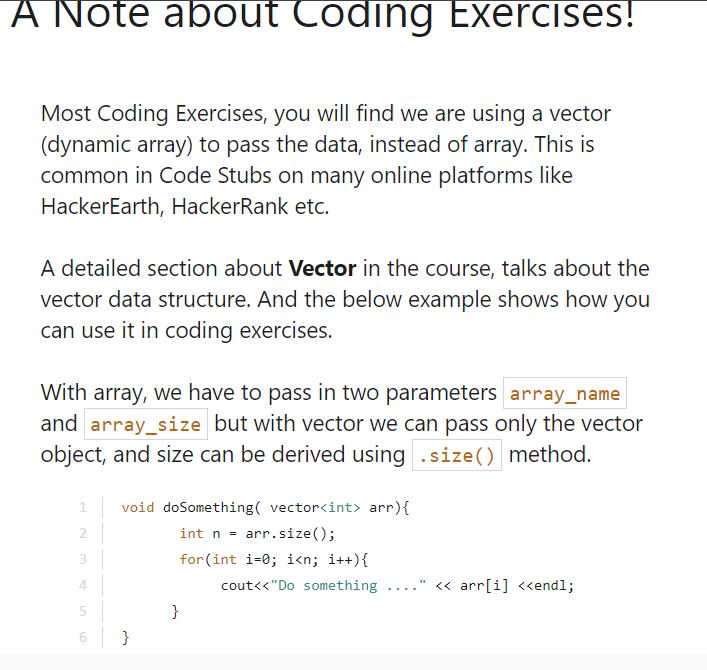 A Note about Coding Exercises!
Most Coding Exercises, you will find we are using a vector
(dynamic array) to pass the data, instead of array. This is
common in Code Stubs on many online platforms like
HackerEarth, HackerRank etc.
A detailed section about Vector in the course, talks about the
vector data structure. And the below example shows how you
can use it in coding exercises.
With array, we have to pass in two parameters array_name
and array_size but with vector we can pass only the vector
object, and size can be derived using .size() method.
1 void doSomething( vector<int> arr){
2 int n = arr.size();
3 for(int i=0; i<n; i++){
4 cout<<"Do something ...." << arr[i] <<endl;
5 }
6 }